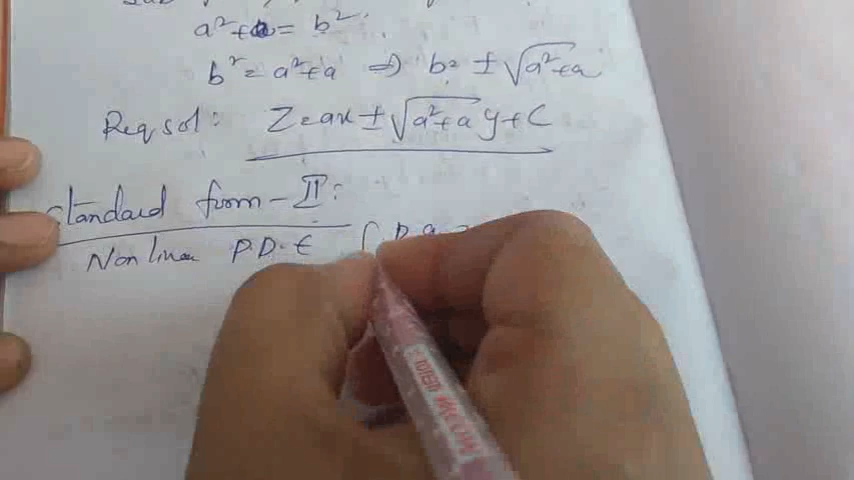 a² + a = b²
b² = a² + a ⇒ b = ± √a²+a
Req sol: Z = ax ± √a²+a y + C
Standard form - II:
Non linear P.D.E